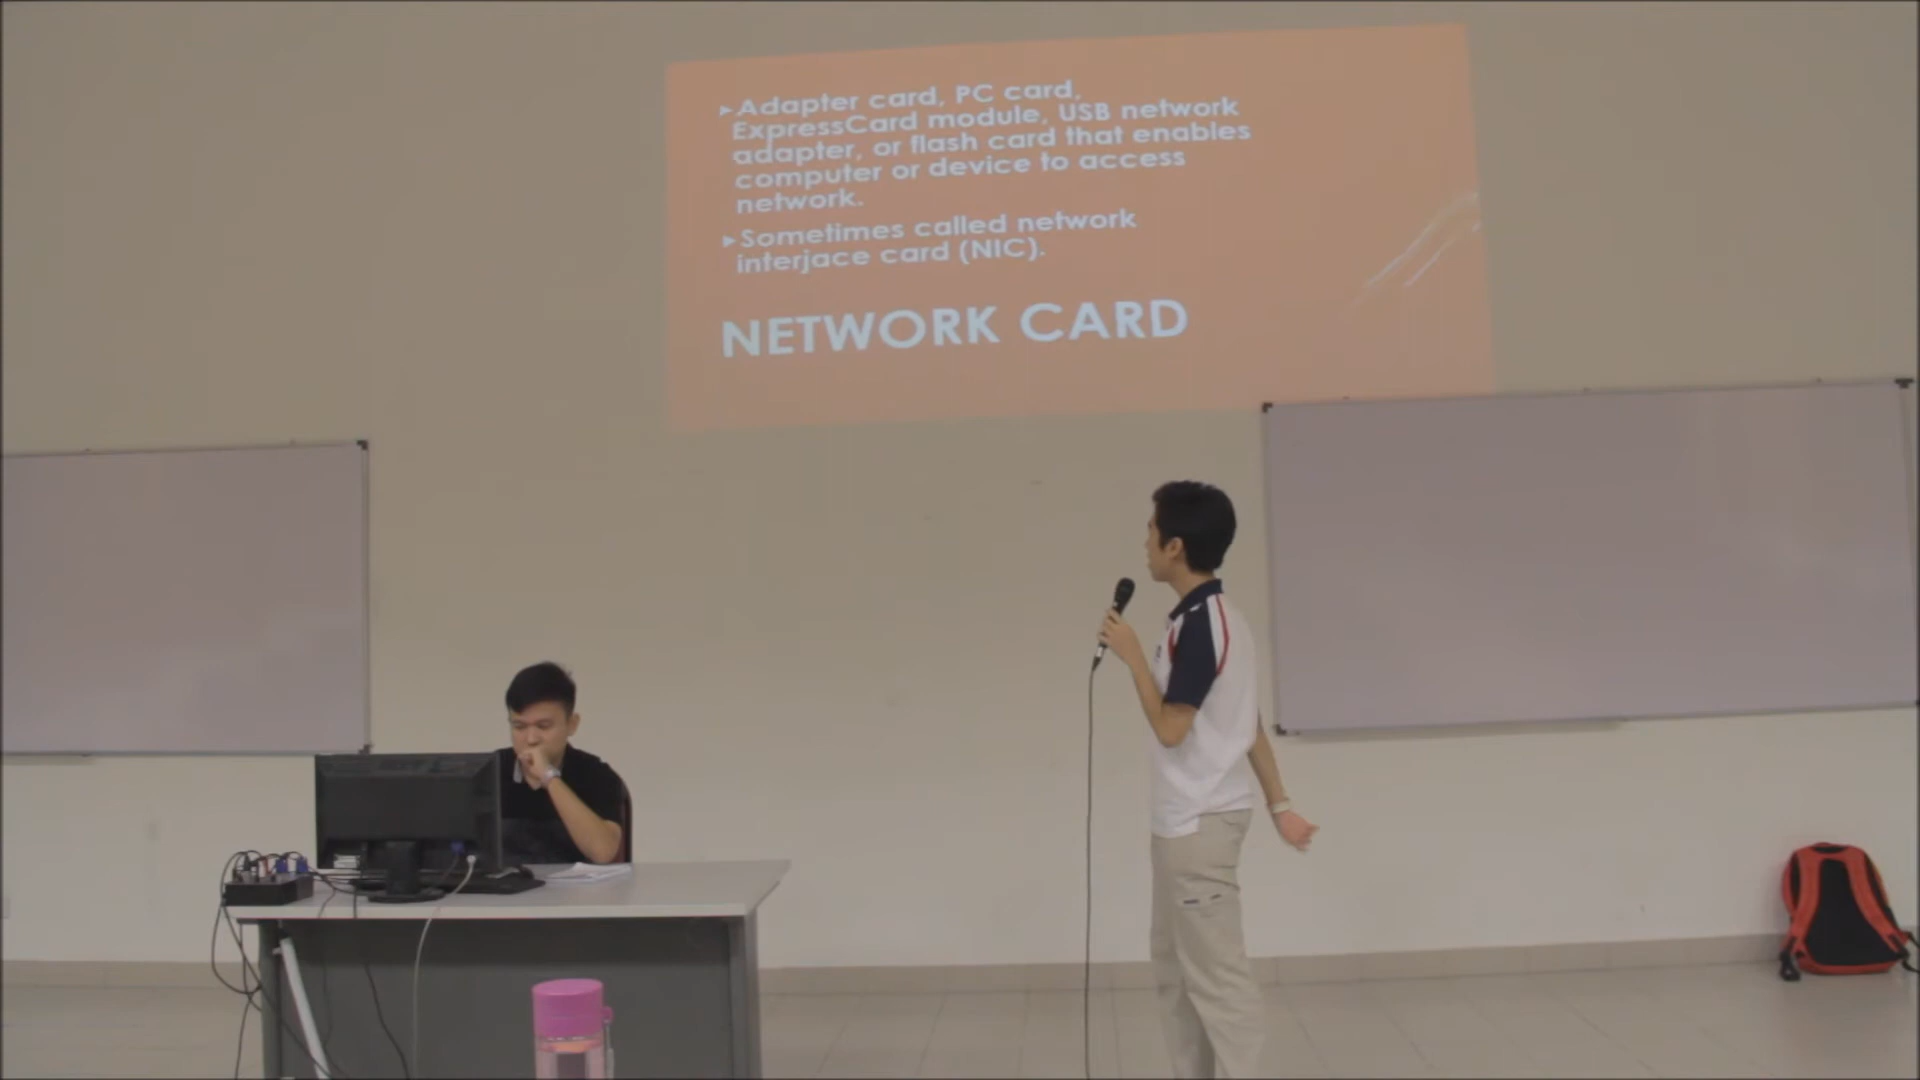 ▸Adapter card, PC card,
ExpressCard module, USB network
adapter, or flash card that enables
computer or device to access
network.
▸Sometimes called network
interjace card (NIC).
NETWORK CARD